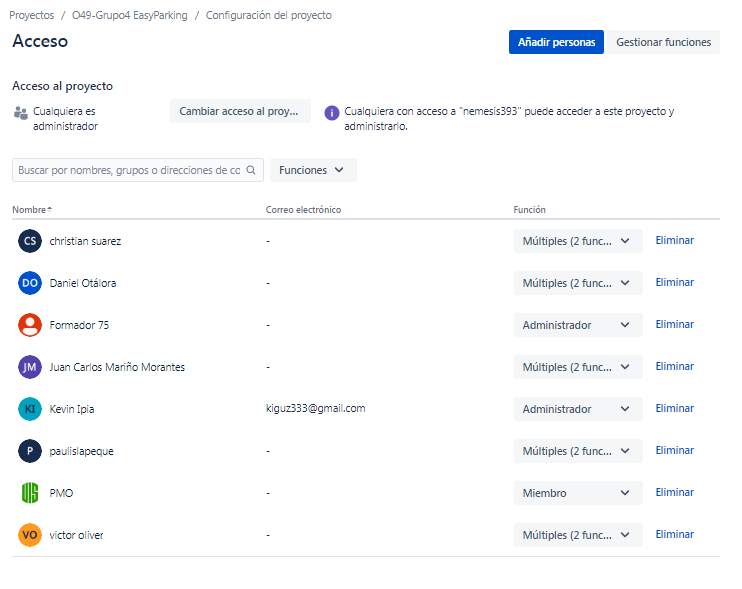 Proyectos / O49-Grupo4 EasyParking / Configuración del proyecto
Acceso
Añadir personas
Gestionar funciones
Acceso al proyecto
Cualquiera es
administrador
Cambiar acceso al proy...
Cualquiera con acceso a "nemesis393" puede acceder a este proyecto y
administrarlo.
Buscar por nombres, grupos o direcciones de co
Funciones
Nombre Correo electrónico Función
CS christian suarez - Múltiples (2 func... Eliminar
DO Daniel Otálora - Múltiples (2 func... Eliminar
Formador 75 - Administrador Eliminar
JM Juan Carlos Mariño Morantes - Múltiples (2 func... Eliminar
KI Kevin Ipia kiguz333@gmail.com Administrador Eliminar
P paulislapeque - Múltiples (2 func... Eliminar
PMO - Miembro Eliminar
VO victor oliver - Múltiples (2 func... Eliminar